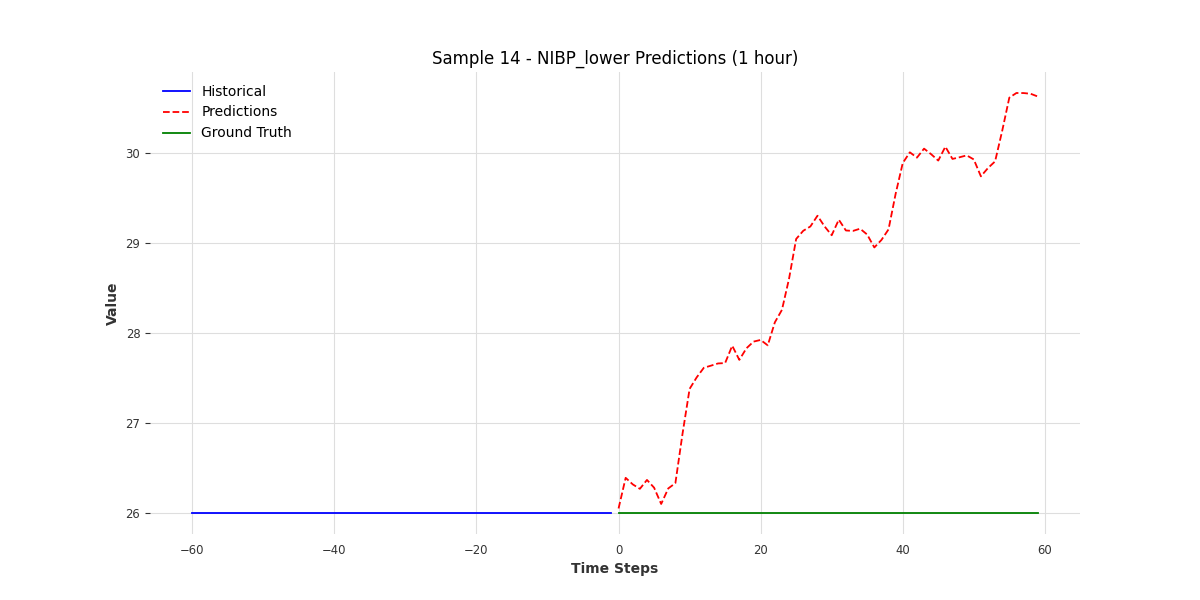 Sample 14 - NIBP_lower Predictions (1 hour)
Historical
Predictions
Ground Truth
30
29
28
27
26
Value
−60 −40 −20 0 20 40 60
Time Steps